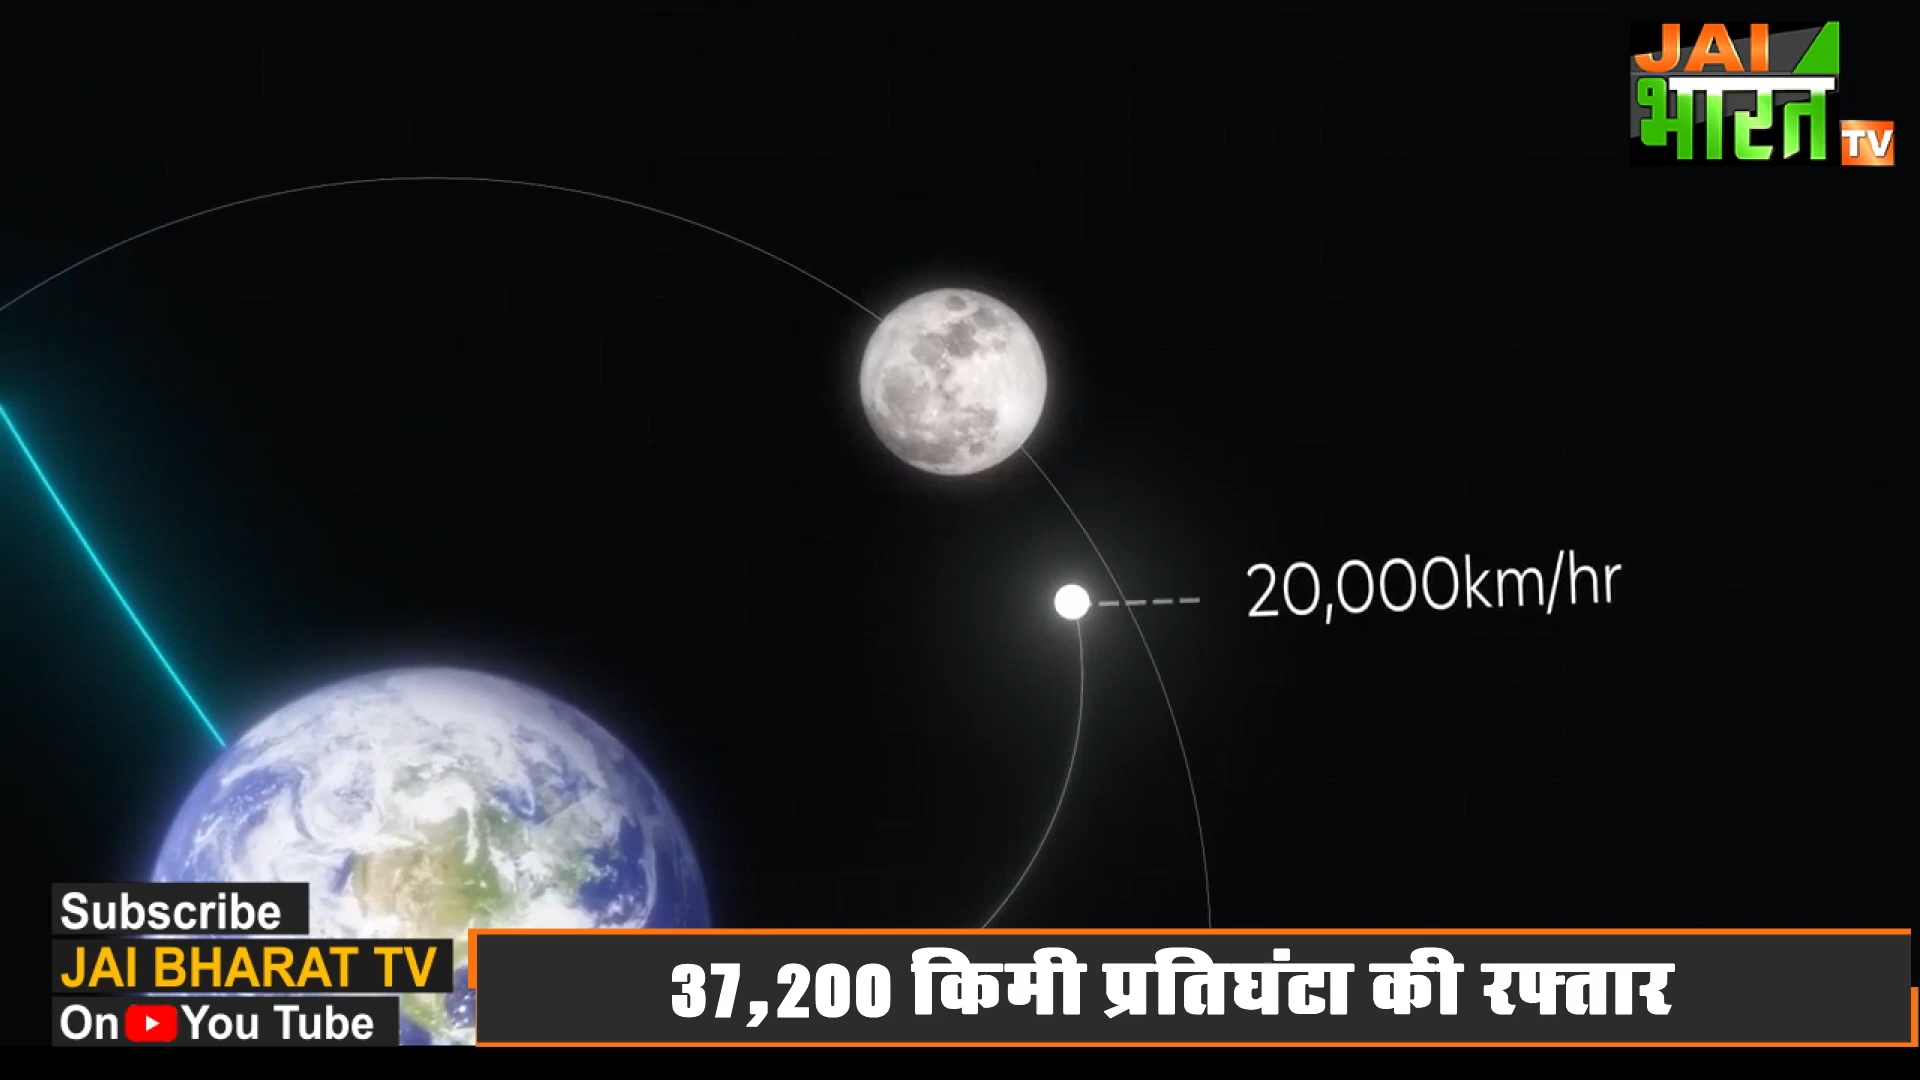 JAI
भारत
TV
20,000km/hr
Subscribe
JAI BHARAT TV
On You Tube
37,200 किमी प्रतिघंटा की रफ्तार